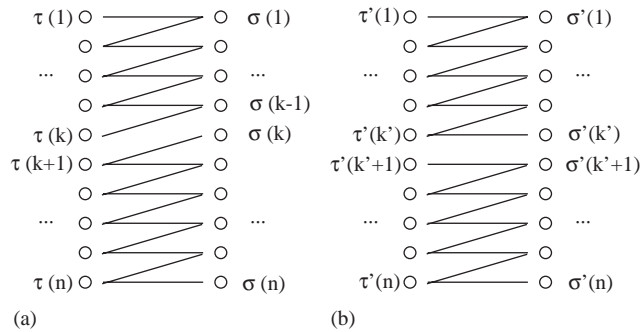 τ (1) σ (1) τ’(1) σ’(1)
... ... ... ...
σ (k-1)
τ (k) σ (k) τ’(k’) σ’(k’)
τ (k+1) τ’(k’+1) σ’(k’+1)
... ... ... ...
τ (n) σ (n) τ’(n) σ’(n)
(a) (b)